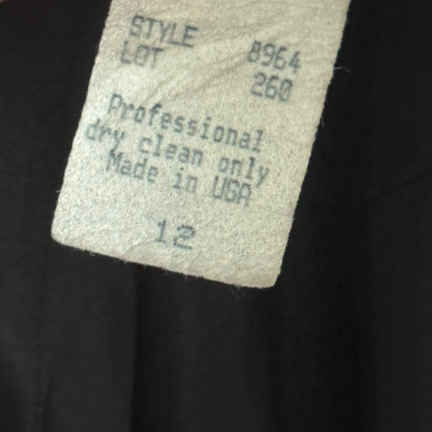 STYLE 8964
LOT 260
Professional
dry clean only
Made in USA
12